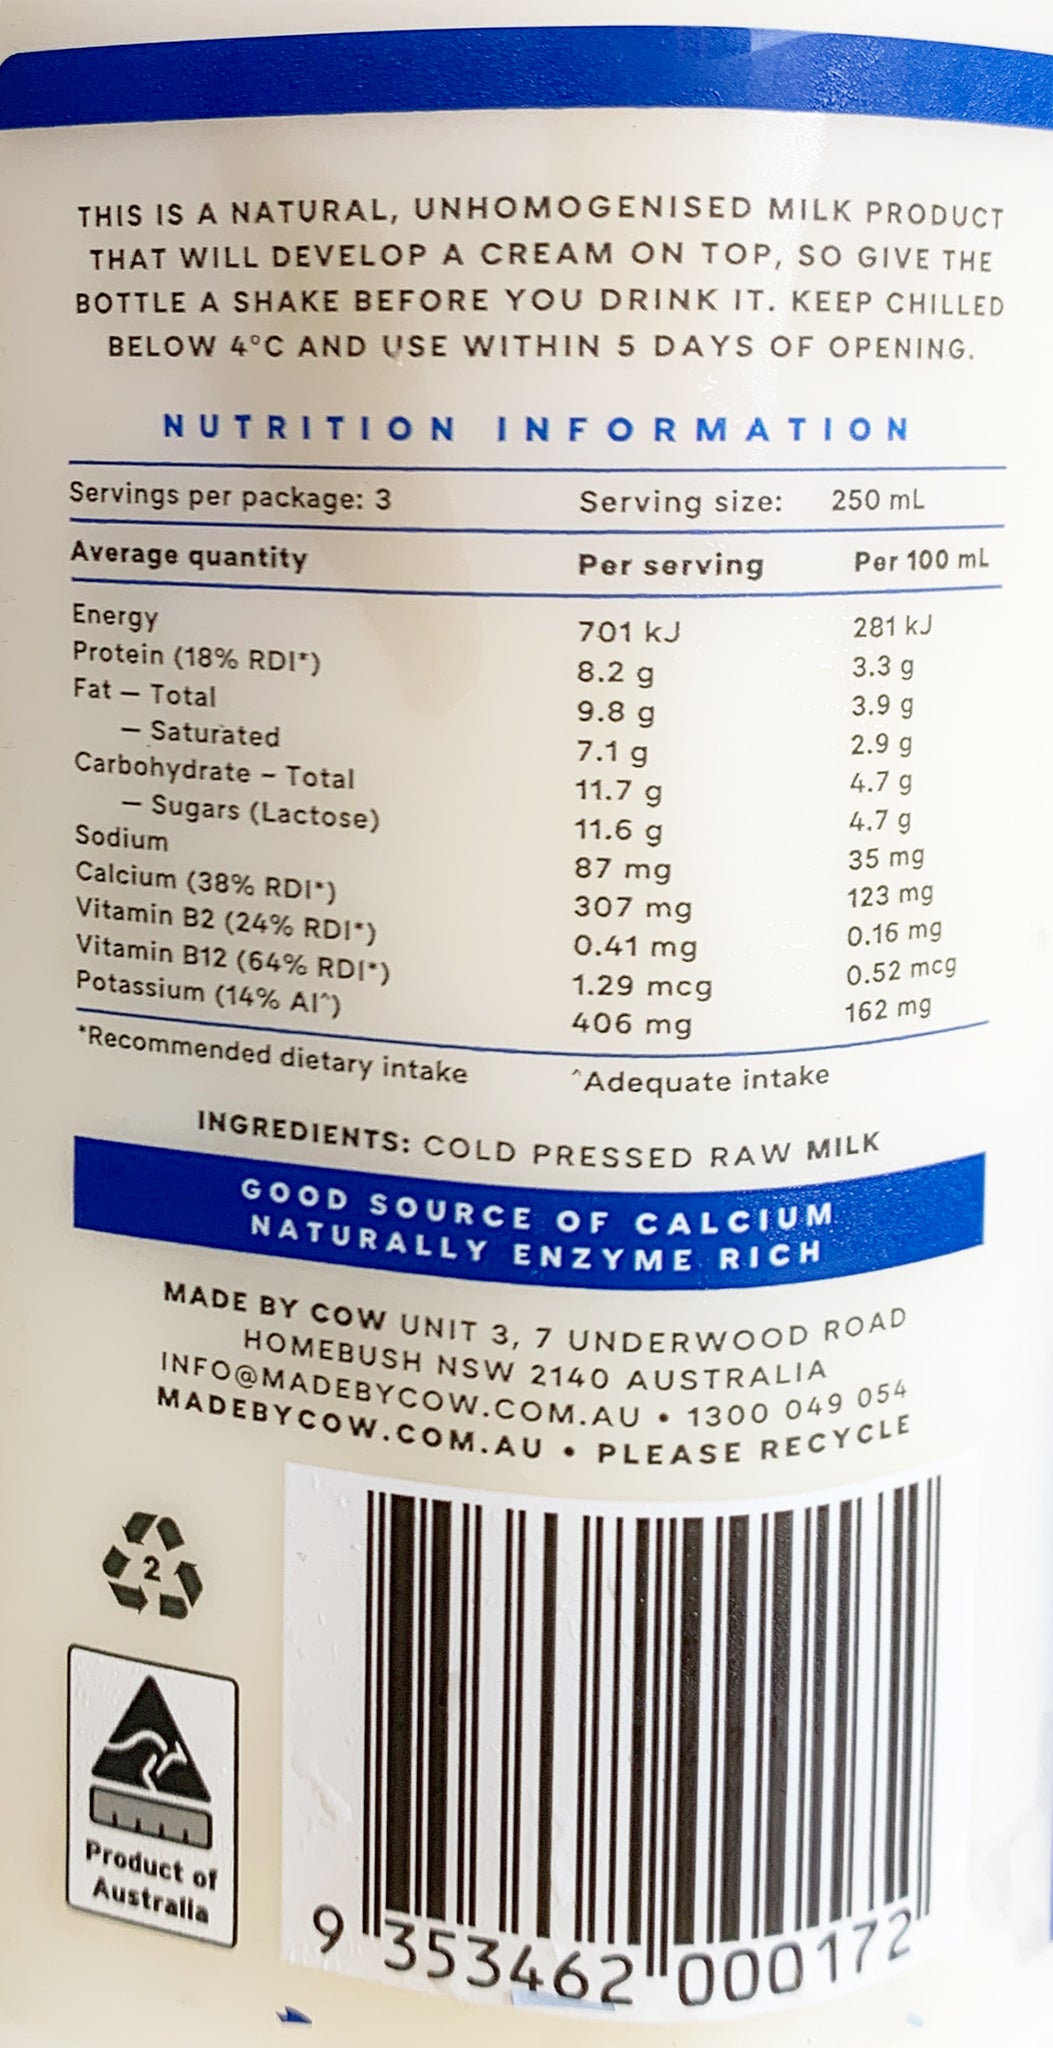 THIS IS A NATURAL, UNHOMOGENISED MILK PRODUCT
THAT WILL DEVELOP A CREAM ON TOP, SO GIVE THE
BOTTLE A SHAKE BEFORE YOU DRINK IT. KEEP CHILLED
BELOW 4°C AND USE WITHIN 5 DAYS OF OPENING.
NUTRITION INFORMATION
Servings per package: 3 Serving size: 250 mL
Average quantity Per serving Per 100 mL
Energy 701 kJ 281 kJ
Protein (18% RDI*) 8.2 g 3.3 g
Fat – Total 9.8 g 3.9 g
– Saturated 7.1 g 2.9 g
Carbohydrate – Total 11.7 g 4.7 g
– Sugars (Lactose) 11.6 g 4.7 g
Sodium 87 mg 35 mg
Calcium (38% RDI*) 307 mg 123 mg
Vitamin B2 (24% RDI*) 0.41 mg 0.16 mg
Vitamin B12 (64% RDI*) 1.29 mcg 0.52 mcg
Potassium (14% AI^) 406 mg 162 mg
*Recommended dietary intake ^Adequate intake
INGREDIENTS: COLD PRESSED RAW MILK
GOOD SOURCE OF CALCIUM
NATURALLY ENZYME RICH
MADE BY COW UNIT 3, 7 UNDERWOOD ROAD
HOMEBUSH NSW 2140 AUSTRALIA
INFO@MADEBYCOW.COM.AU • 1300 049 054
MADEBYCOW.COM.AU • PLEASE RECYCLE
2
Product of
Australia
9 353462 000172